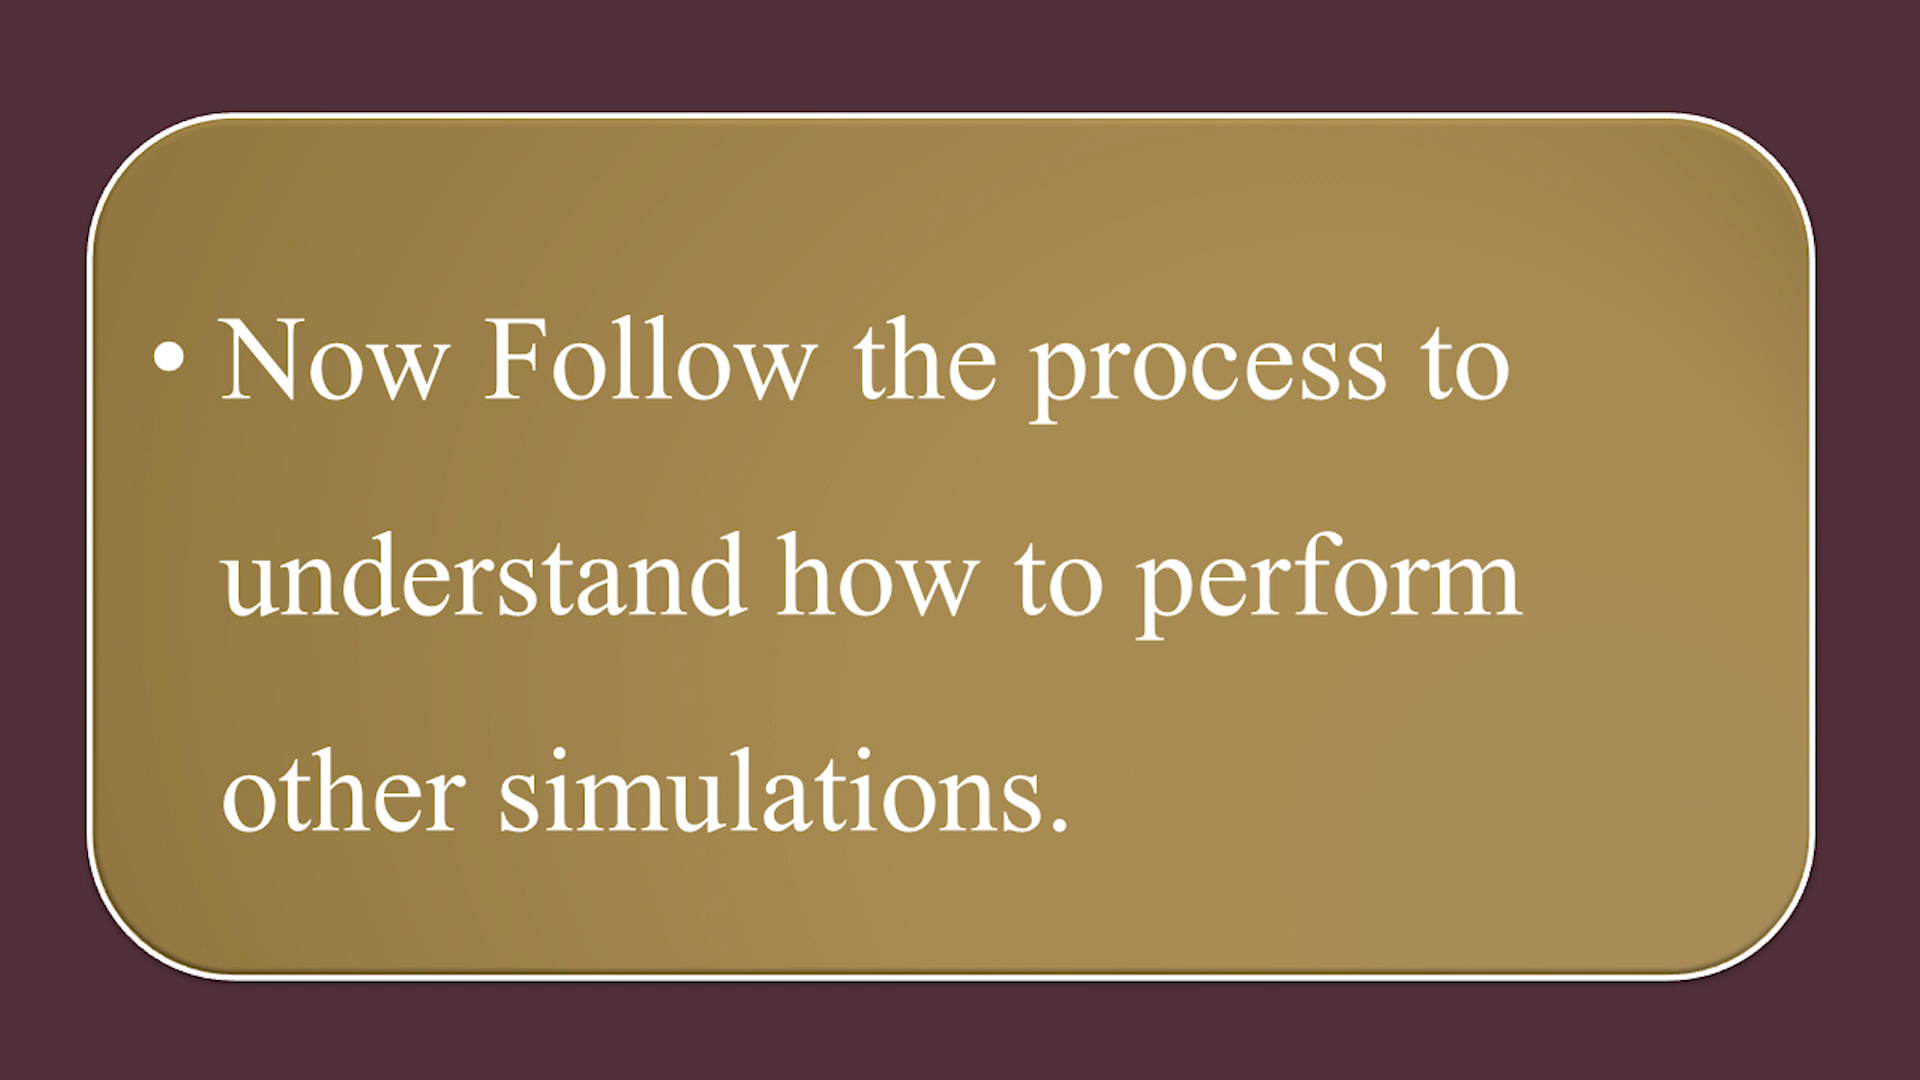 • Now Follow the process to
understand how to perform
other simulations.